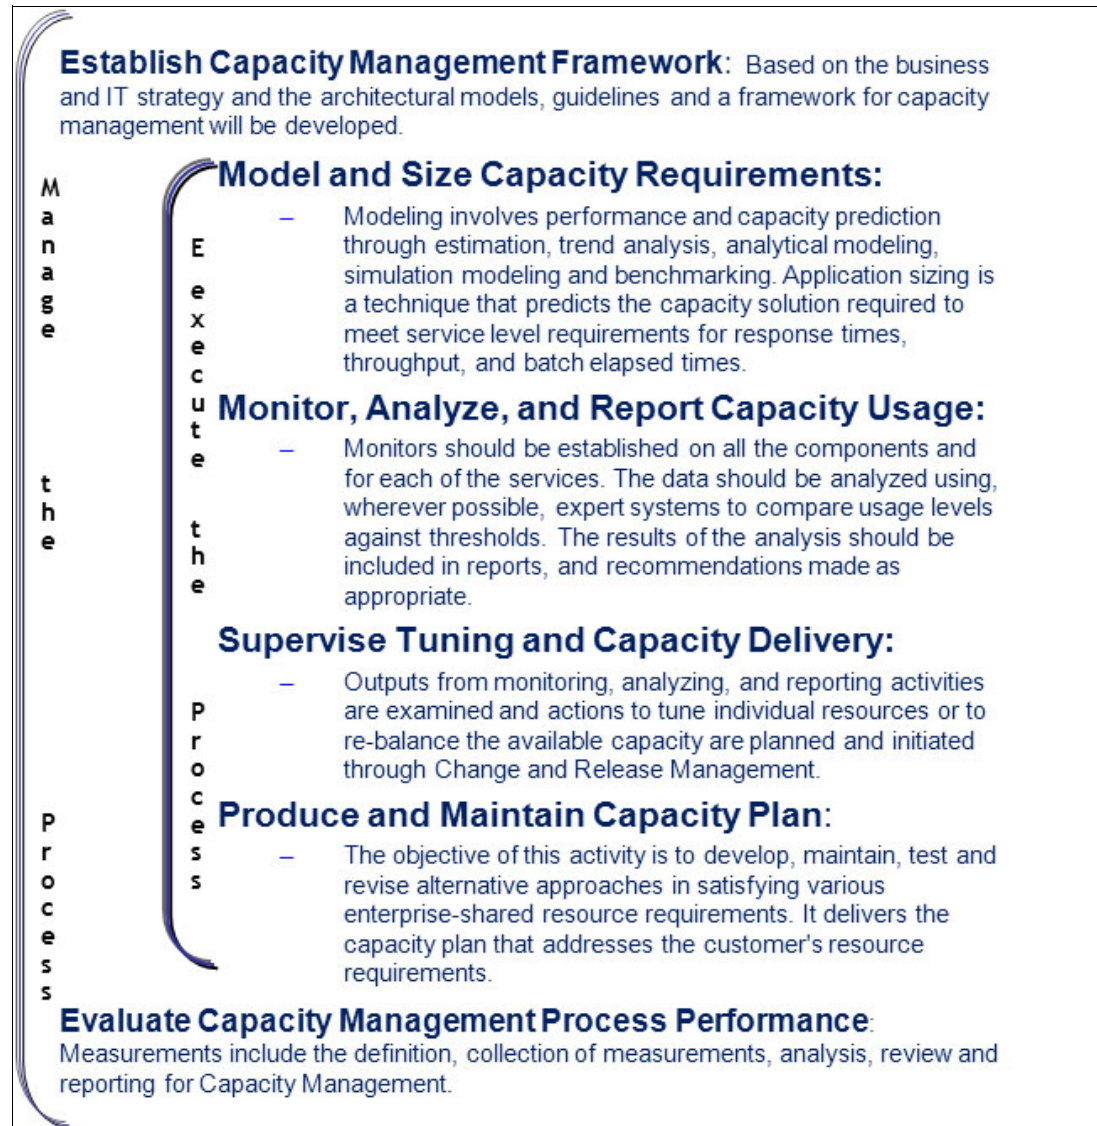 Establish Capacity Management Framework: Based on the business
and IT strategy and the architectural models, guidelines and a framework for capacity
management will be developed.
Manage the Process
E execute the Process
Model and Size Capacity Requirements:
– Modeling involves performance and capacity prediction
through estimation, trend analysis, analytical modeling,
simulation modeling and benchmarking. Application sizing is
a technique that predicts the capacity solution required to
meet service level requirements for response times,
throughput, and batch elapsed times.
Monitor, Analyze, and Report Capacity Usage:
– Monitors should be established on all the components and
for each of the services. The data should be analyzed using,
wherever possible, expert systems to compare usage levels
against thresholds. The results of the analysis should be
included in reports, and recommendations made as
appropriate.
Supervise Tuning and Capacity Delivery:
– Outputs from monitoring, analyzing, and reporting activities
are examined and actions to tune individual resources or to
re-balance the available capacity are planned and initiated
through Change and Release Management.
Produce and Maintain Capacity Plan:
– The objective of this activity is to develop, maintain, test and
revise alternative approaches in satisfying various
enterprise-shared resource requirements. It delivers the
capacity plan that addresses the customer's resource
requirements.
Evaluate Capacity Management Process Performance:
Measurements include the definition, collection of measurements, analysis, review and
reporting for Capacity Management.